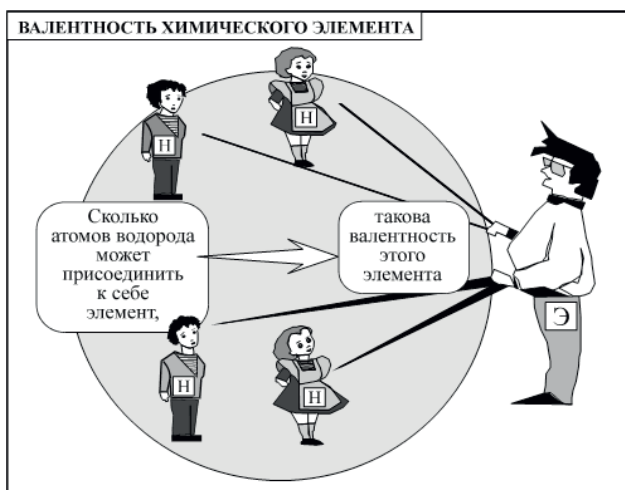 ВАЛЕНТНОСТЬ ХИМИЧЕСКОГО ЭЛЕМЕНТА
Н
Н
Сколько
атомов водорода
может
присоединить
к себе
элемент,
такова
валентность
этого
элемента
Э
Н
Н